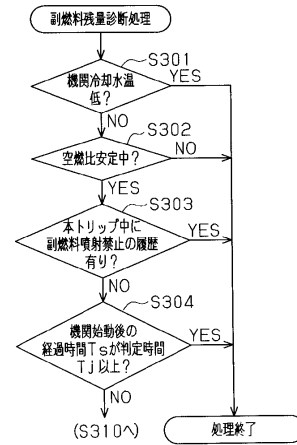 副燃料残量診断処理
S301
機関冷却水温
低?
YES
NO
S302
空燃比安定中?
NO
YES
S303
本トリップ中に
副燃料噴射禁止の履歴
有り?
YES
NO
S304
機関始動後の
経過時間Tsが判定時間
Tj以上?
YES
NO
(S310へ)
処理終了